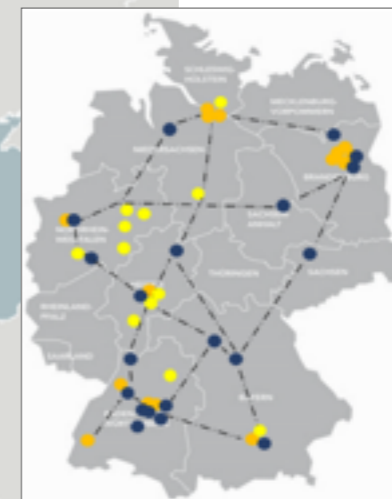 SCHLESWIG-
HOLSTEIN
MECKLENBURG-
VORPOMMERN
NIEDERSACHSEN
BRANDENBURG
SACHSEN-
ANHALT
NORDRHEIN-
WESTFALEN
THÜRINGEN
SACHSEN
RHEINLAND-
PFALZ
SAARLAND
BAYERN